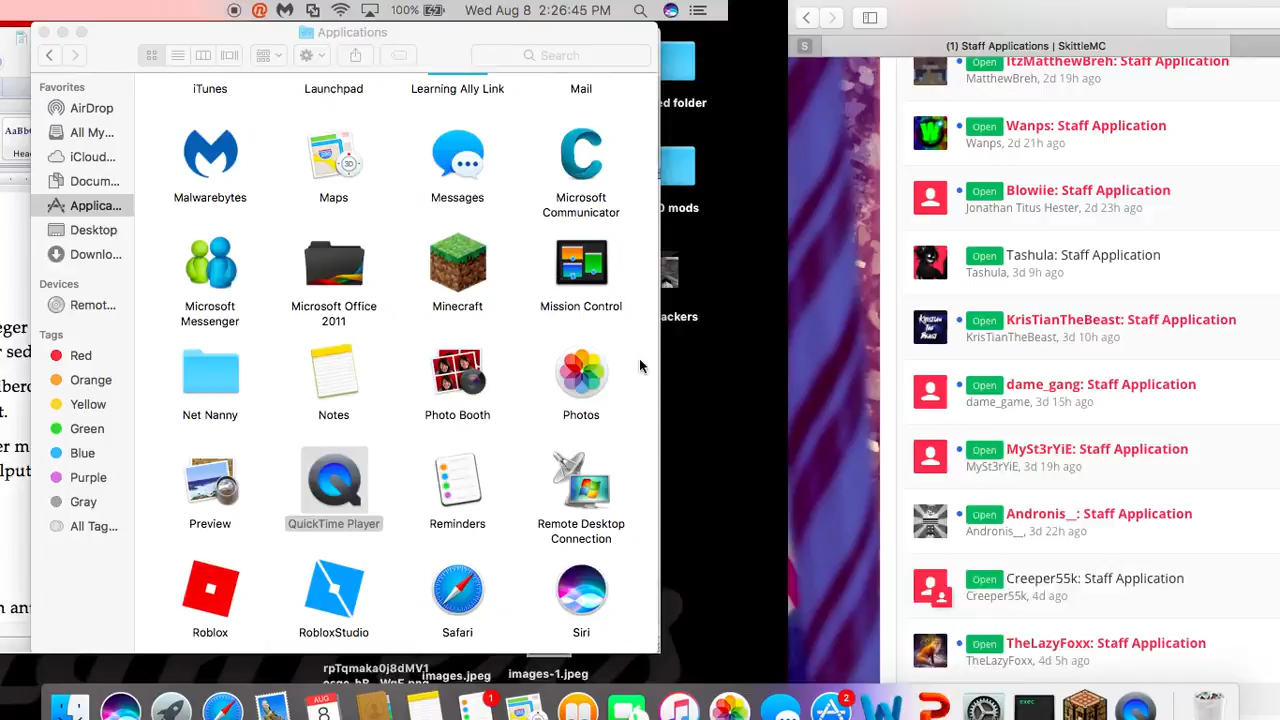 100%
Wed Aug 8 2:26:45 PM
Applications
Search
Favorites
AirDrop
All My...
iCloud...
Docum...
Applica...
Desktop
Downlo...
Devices
Remot...
Tags
Red
Orange
Yellow
Green
Blue
Purple
Gray
All Tag...
iTunes
Launchpad
Learning Ally Link
Mail
Malwarebytes
Maps
Messages
Microsoft
Communicator
Microsoft
Messenger
Microsoft Office
2011
Minecraft
Mission Control
Net Nanny
Notes
Photo Booth
Photos
Preview
QuickTime Player
Reminders
Remote Desktop
Connection
Roblox
RobloxStudio
Safari
Siri
ed folder
0 mods
ackers
images.jpeg
images-1.jpeg
AUG
8
1
2
exec
S
(1) Staff Applications | SkittleMC
ItzMatthewBreh: Staff Application
MatthewBreh, 2d 19h ago
Open Wanps: Staff Application
Wanps, 2d 21h ago
Open Blowiie: Staff Application
Jonathan Titus Hester, 2d 23h ago
Open Tashula: Staff Application
Tashula, 3d 9h ago
Open KrisTianTheBeast: Staff Application
KrisTianTheBeast, 3d 10h ago
Open dame_gang: Staff Application
dame_game, 3d 15h ago
Open MySt3rYiE: Staff Application
MySt3rYiE, 3d 19h ago
Open Andronis__: Staff Application
Andronis__, 3d 22h ago
Open Creeper55k: Staff Application
Creeper55k, 4d ago
Open TheLazyFoxx: Staff Application
TheLazyFoxx, 4d 5h ago